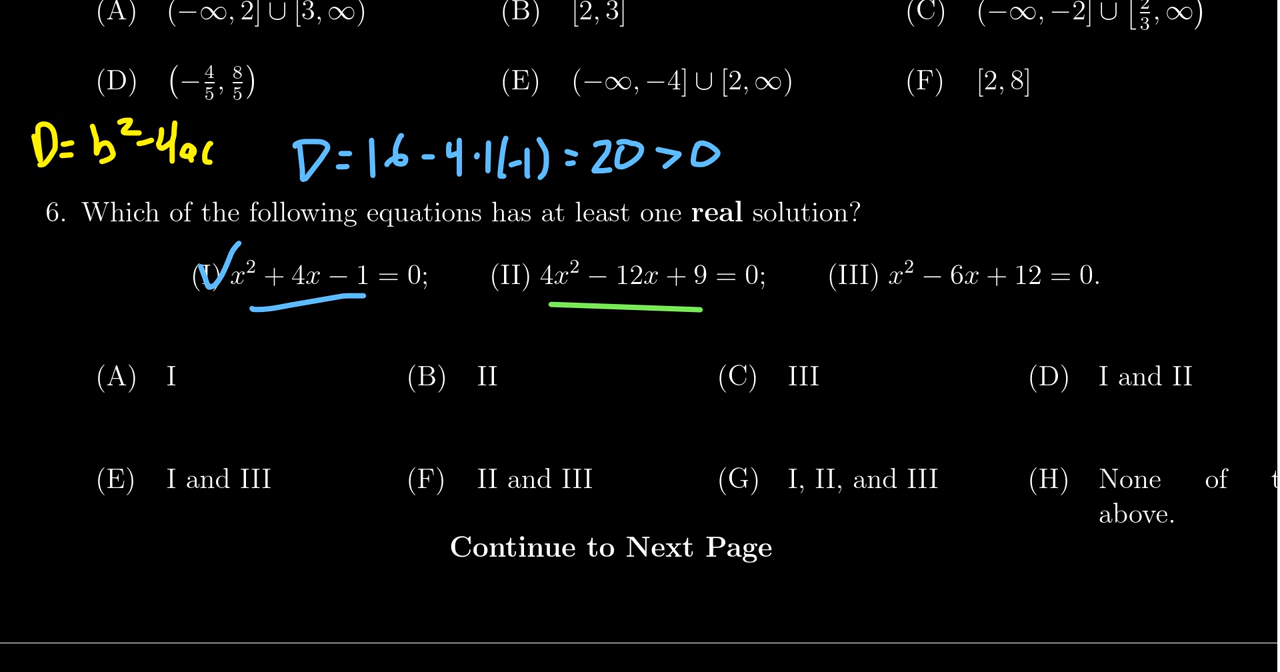 (A) (−∞, 2] ∪ [3, ∞) (B) [2, 3] (C) (−∞, −2] ∪ [2/3, ∞)
(D) (−4/5, 8/5) (E) (−∞, −4] ∪ [2, ∞) (F) [2, 8]
D= b²-4ac D = 16 - 4·1(-1) = 20 > 0
6. Which of the following equations has at least one real solution?
(I) x² + 4x − 1 = 0; (II) 4x² − 12x + 9 = 0; (III) x² − 6x + 12 = 0.
(A) I (B) II (C) III (D) I and II
(E) I and III (F) II and III (G) I, II, and III (H) None of
above.
Continue to Next Page